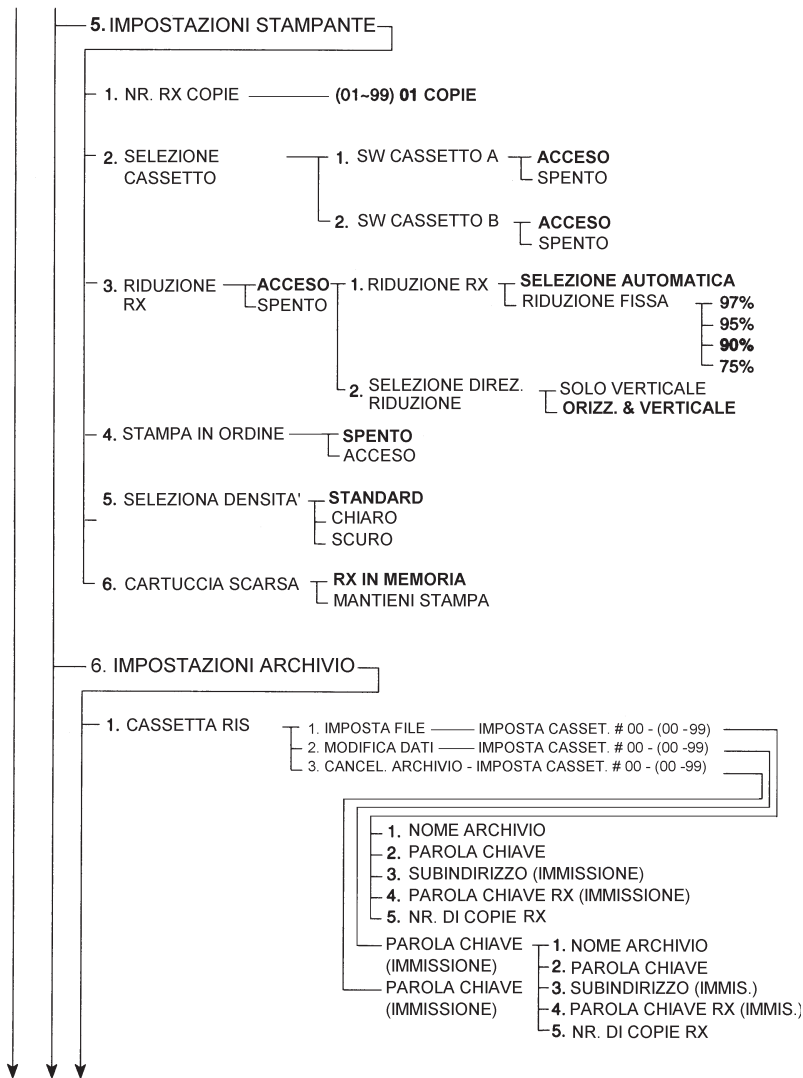 5. IMPOSTAZIONI STAMPANTE
1. NR. RX COPIE (01~99) 01 COPIE
2. SELEZIONE CASSETTO
1. SW CASSETTO A
ACCESO
SPENTO
2. SW CASSETTO B
ACCESO
SPENTO
3. RIDUZIONE RX
ACCESO
SPENTO
1. RIDUZIONE RX
SELEZIONE AUTOMATICA
RIDUZIONE FISSA
97%
95%
90%
75%
2. SELEZIONE DIREZ. RIDUZIONE
SOLO VERTICALE
ORIZZ. & VERTICALE
4. STAMPA IN ORDINE
SPENTO
ACCESO
5. SELEZIONA DENSITA'
STANDARD
CHIARO
SCURO
6. CARTUCCIA SCARSA
RX IN MEMORIA
MANTIENI STAMPA
6. IMPOSTAZIONI ARCHIVIO
1. CASSETTA RIS
1. IMPOSTA FILE IMPOSTA CASSET. # 00 - (00 -99)
2. MODIFICA DATI IMPOSTA CASSET. # 00 - (00 -99)
3. CANCEL. ARCHIVIO - IMPOSTA CASSET. # 00 - (00 -99)
1. NOME ARCHIVIO
2. PAROLA CHIAVE
3. SUBINDIRIZZO (IMMISSIONE)
4. PAROLA CHIAVE RX (IMMISSIONE)
5. NR. DI COPIE RX
PAROLA CHIAVE (IMMISSIONE)
1. NOME ARCHIVIO
2. PAROLA CHIAVE
3. SUBINDIRIZZO (IMMIS.)
4. PAROLA CHIAVE RX (IMMIS.)
5. NR. DI COPIE RX
PAROLA CHIAVE (IMMISSIONE)